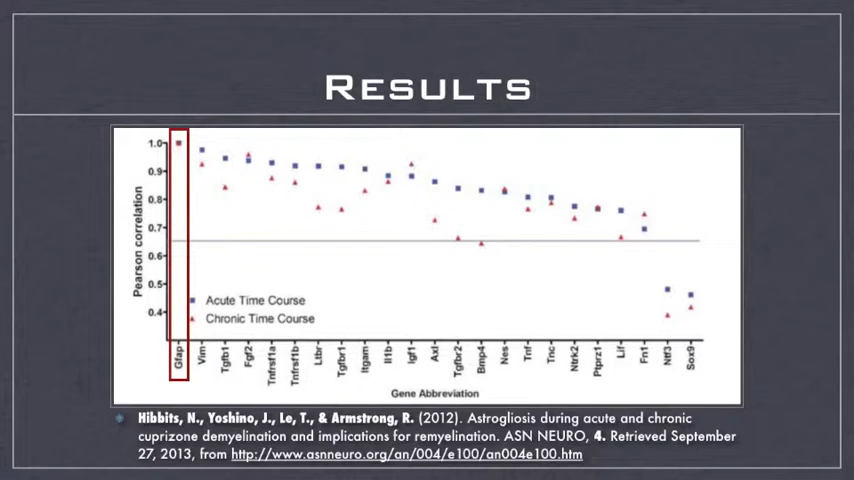 RESULTS
1.0
0.9
0.8
0.7
0.6
0.5
0.4
Pearson correlation
Acute Time Course
Chronic Time Course
Gfap
Vim
Tgfb1
Fgf2
Tnfrsf1a
Tnfrsf1b
Ltbr
Tgfbr1
Itgam
Il1b
Igf1
Axl
Tgfbr2
Bmp4
Nes
Tnf
Tnc
Ntrk2
Ptprz1
Lif
Fn1
Ntf3
Sox9
Gene Abbreviation
Hibbits, N., Yoshino, J., Le, T., & Armstrong, R. (2012). Astrogliosis during acute and chronic
cuprizone demyelination and implications for remyelination. ASN NEURO, 4. Retrieved September
27, 2013, from http://www.asnneuro.org/an/004/e100/an004e100.htm